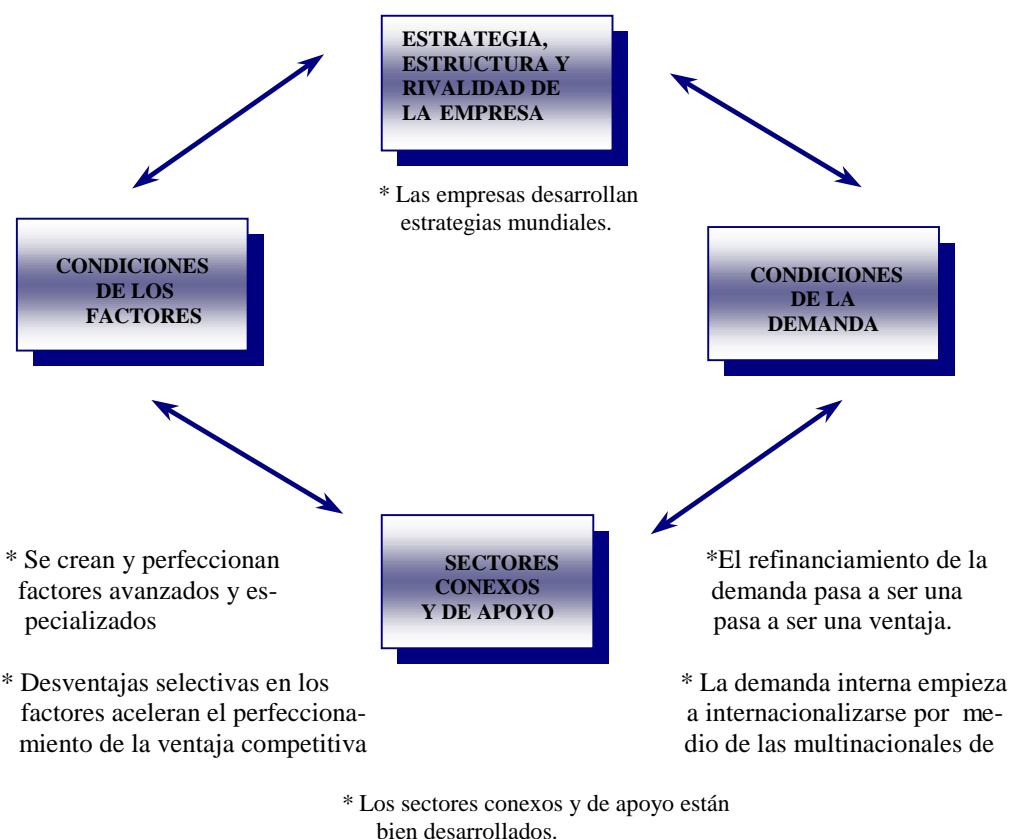 ESTRATEGIA,
ESTRUCTURA Y
RIVALIDAD DE
LA EMPRESA
* Las empresas desarrollan
estrategias mundiales.
CONDICIONES
DE LOS
FACTORES
CONDICIONES
DE LA
DEMANDA
SECTORES
CONEXOS
Y DE APOYO
* Se crean y perfeccionan
factores avanzados y es-
pecializados
* Desventajas selectivas en los
factores aceleran el perfecciona-
miento de la ventaja competitiva
*El refinanciamiento de la
demanda pasa a ser una
pasa a ser una ventaja.
* La demanda interna empieza
a internacionalizarse por me-
dio de las multinacionales de
* Los sectores conexos y de apoyo están
bien desarrollados.